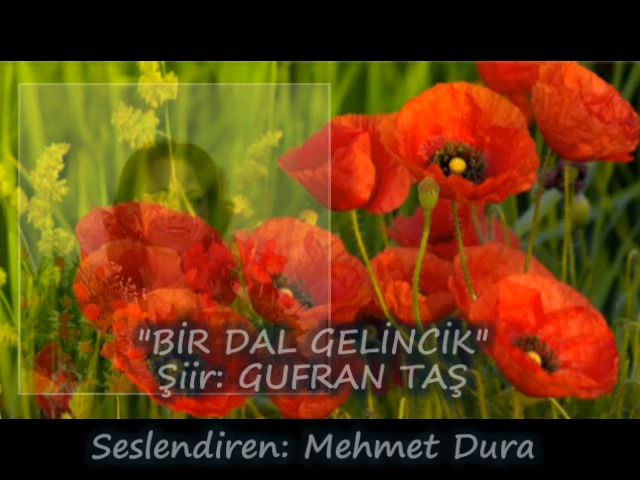 "BİR DAL GELİNCİK"
Şiir: GUFRAN TAŞ
Seslendiren: Mehmet Dura